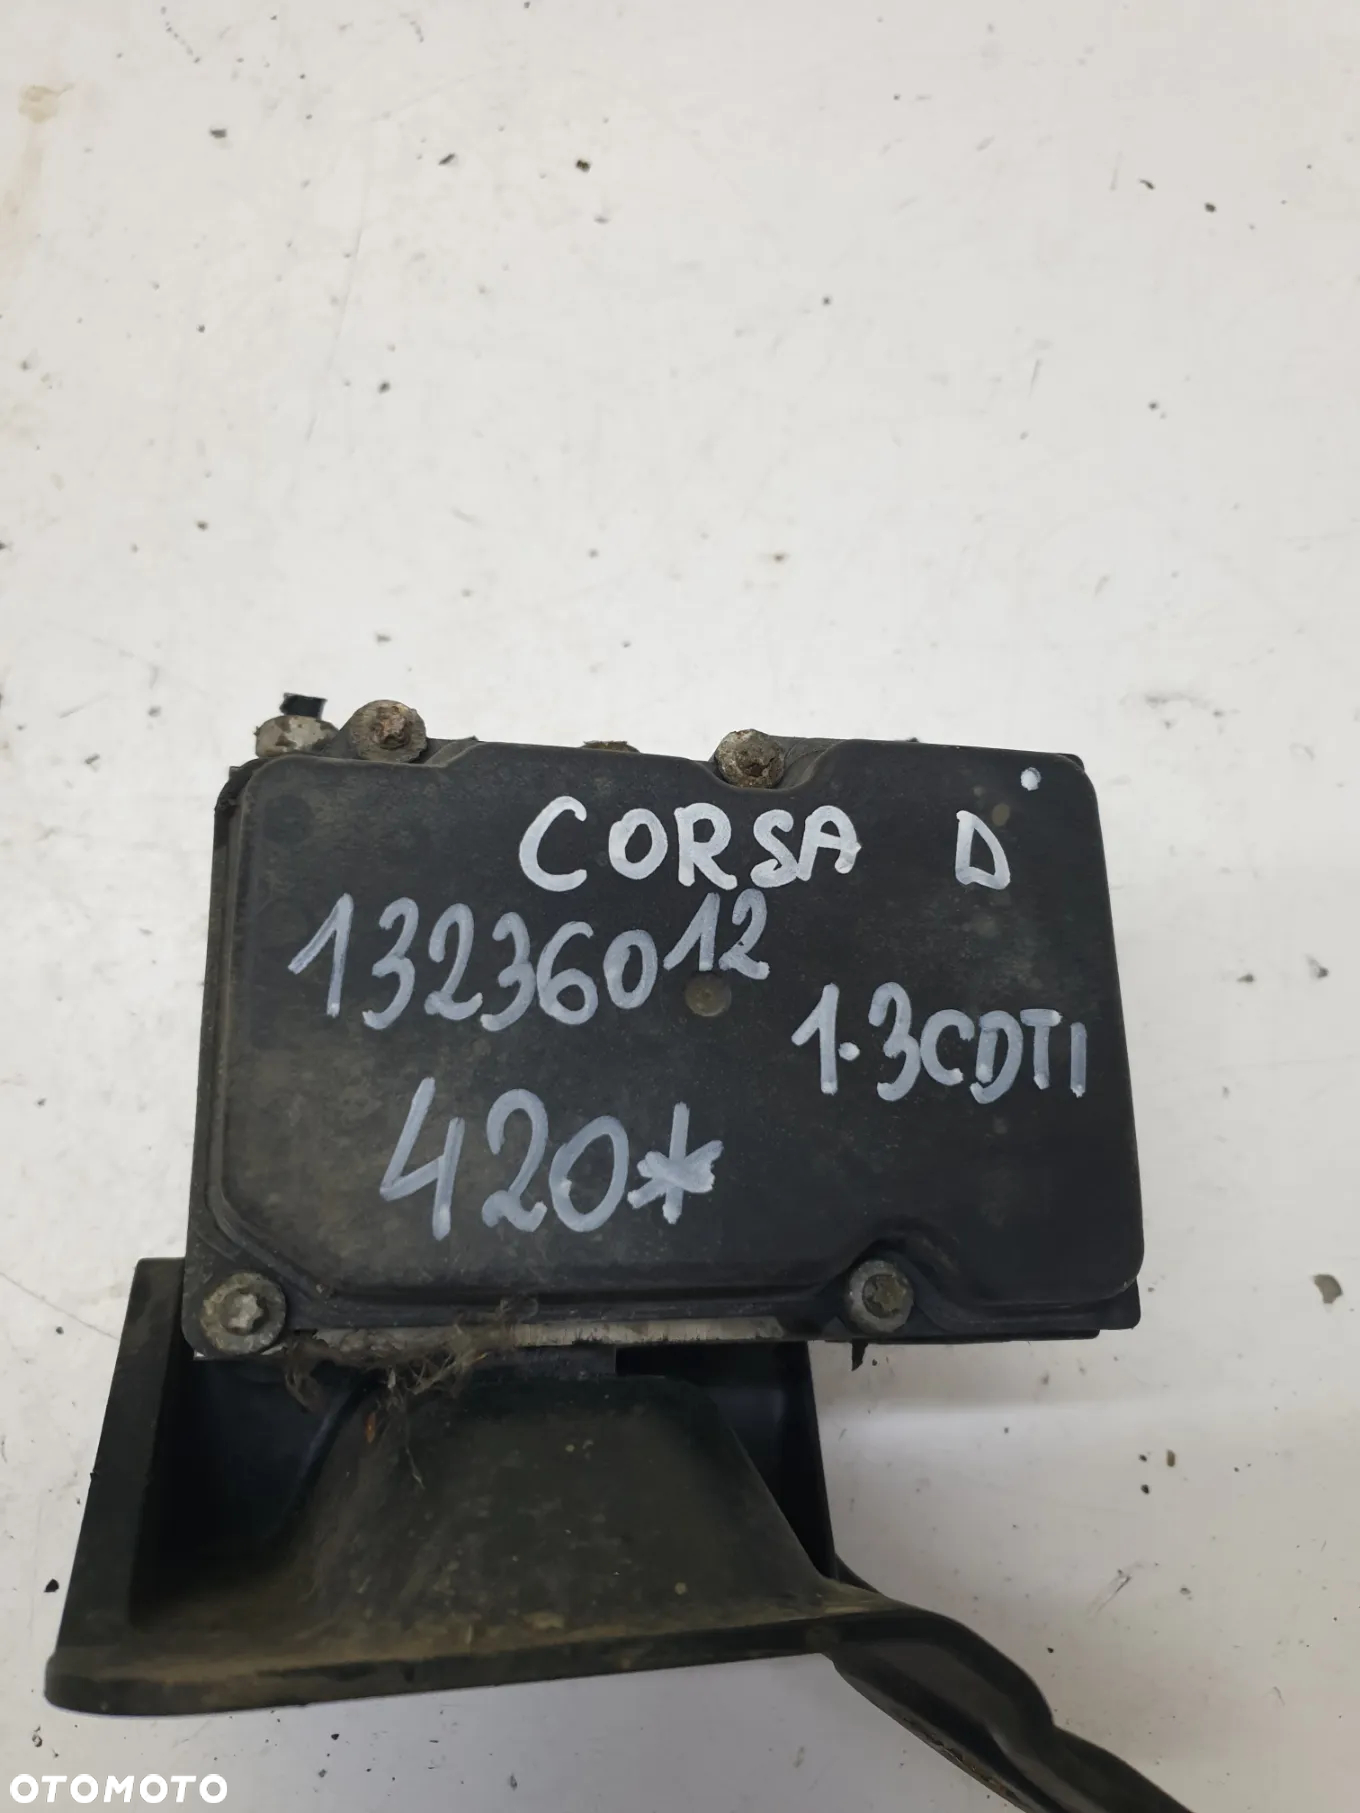 CORSA D
13236012
1.3CDTI
420*
OTOMOTO